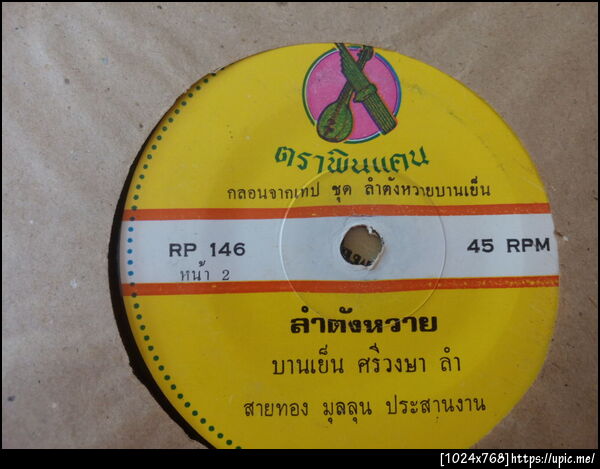 ตราพิณแคน
กลอนจากเทป ชุด ลำตังหวายบานเย็น
RP 146
45 RPM
หน้า 2
ลำตังหวาย
บานเย็น ศรีวงษา ลำ
สายทอง มุลลุน ประสานงาน
[1024x768]https://upic.me/